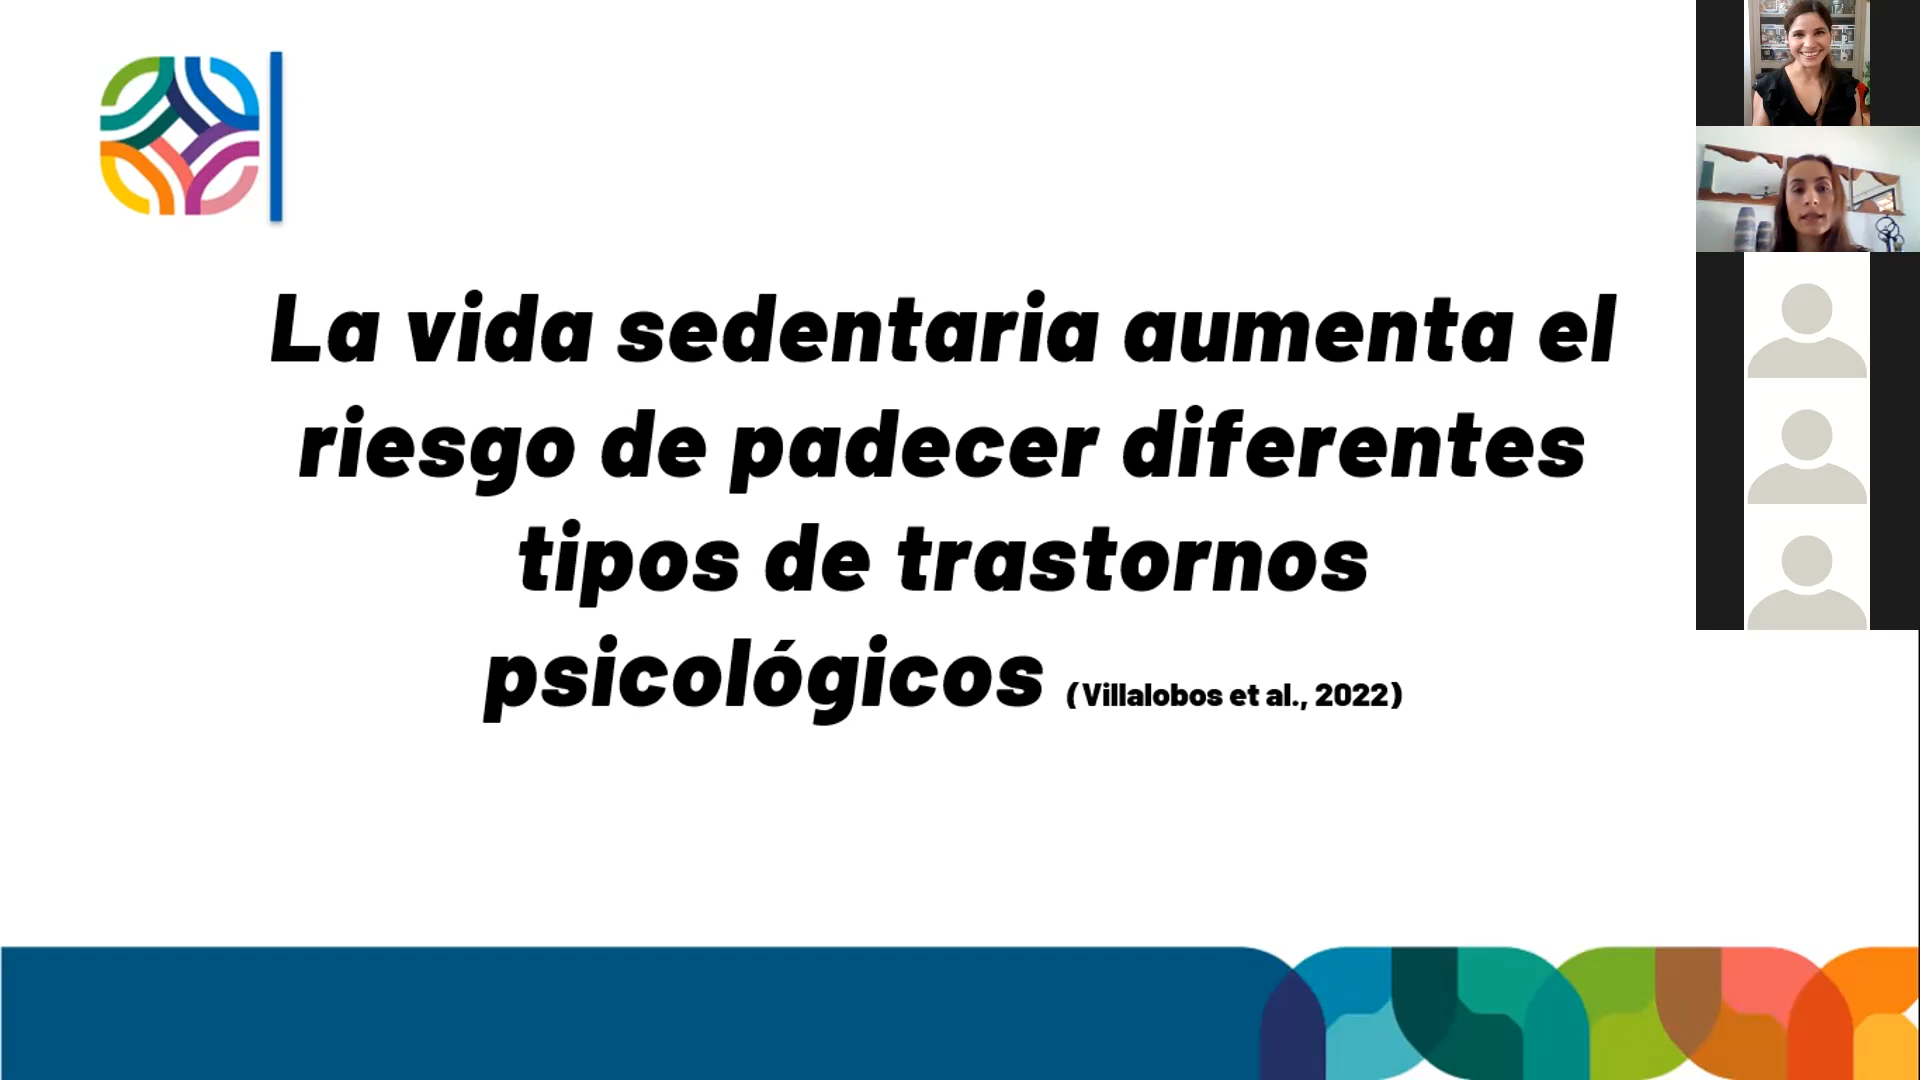 La vida sedentaria aumenta el
riesgo de padecer diferentes
tipos de trastornos
psicológicos (Villalobos et al., 2022)